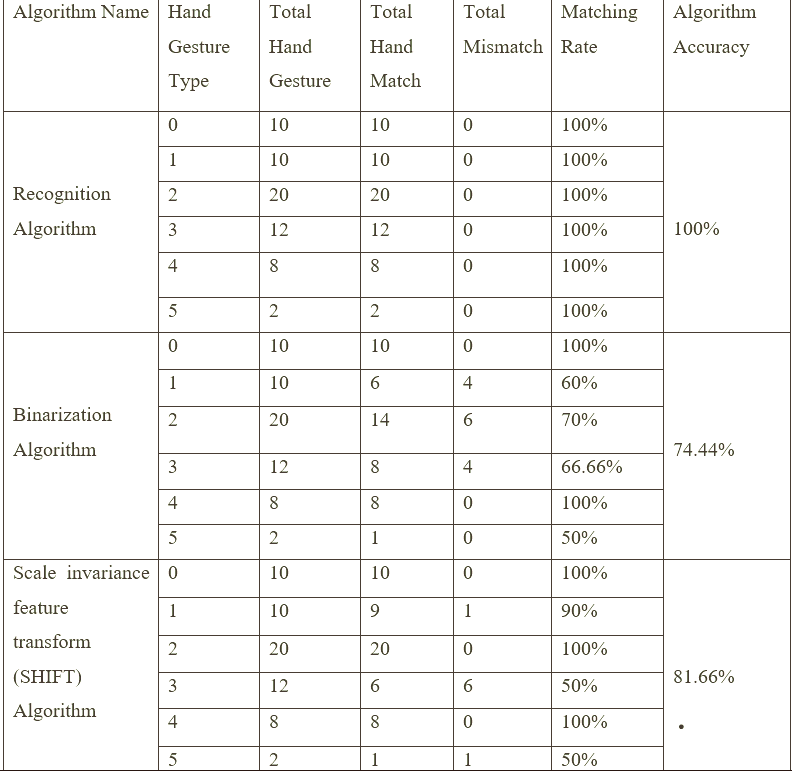 Algorithm Name Hand Gesture Type Total Hand Gesture Total Hand Match Total Mismatch Matching Rate Algorithm Accuracy
Recognition Algorithm 0 10 10 0 100% 100%
1 10 10 0 100%
2 20 20 0 100%
3 12 12 0 100%
4 8 8 0 100%
5 2 2 0 100%
Binarization Algorithm 0 10 10 0 100% 74.44%
1 10 6 4 60%
2 20 14 6 70%
3 12 8 4 66.66%
4 8 8 0 100%
5 2 1 0 50%
Scale invariance feature transform (SHIFT) Algorithm 0 10 10 0 100% 81.66%
1 10 9 1 90%
2 20 20 0 100%
3 12 6 6 50%
4 8 8 0 100%
5 2 1 1 50%